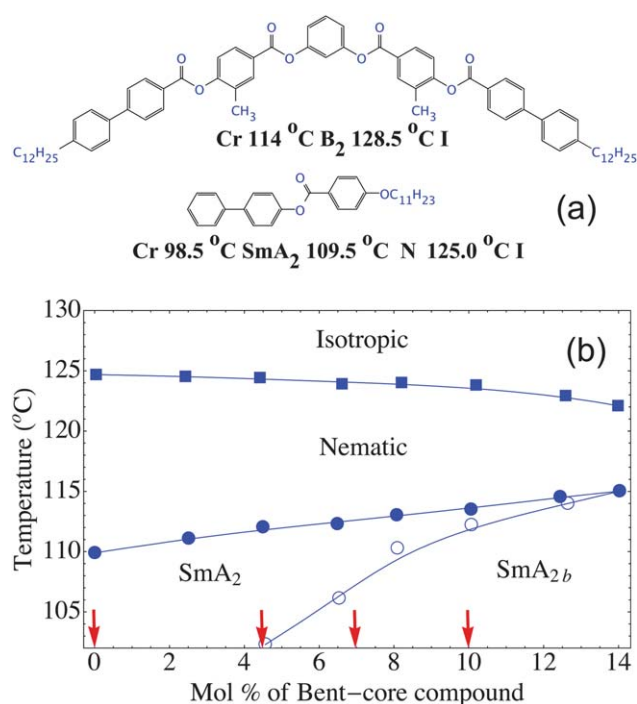 O O O O
O O O O
CH₃ CH₃
Cr 114 °C B₂ 128.5 °C I
C₁₂H₂₅ C₁₂H₂₅
O
O OC₁₁H₂₃
(a)
Cr 98.5 °C SmA₂ 109.5 °C N 125.0 °C I
130
Isotropic
(b)
125
120
Nematic
115
110
SmA₂
SmA₂b
105
Temperature (°C)
0 2 4 6 8 10 12 14
Mol % of Bent−core compound